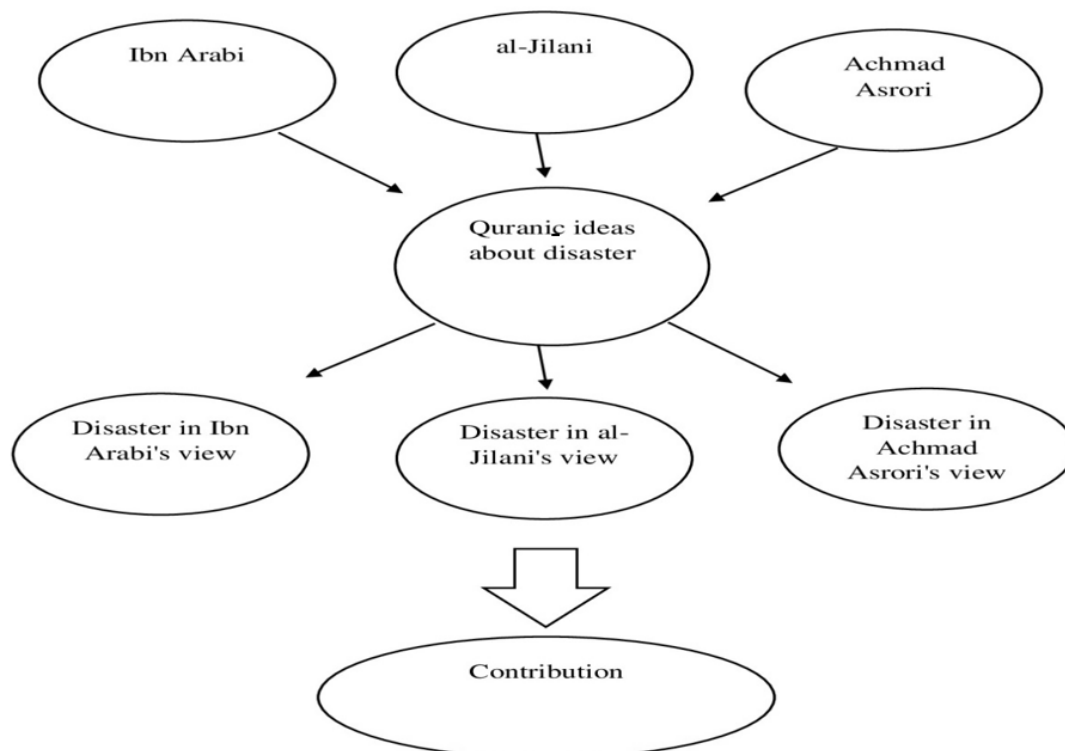 Ibn Arabi
al-Jilani
Achmad
Asrori
Quranic ideas
about disaster
Disaster in Ibn
Arabi's view
Disaster in al-
Jilani's view
Disaster in
Achmad
Asrori's view
Contribution